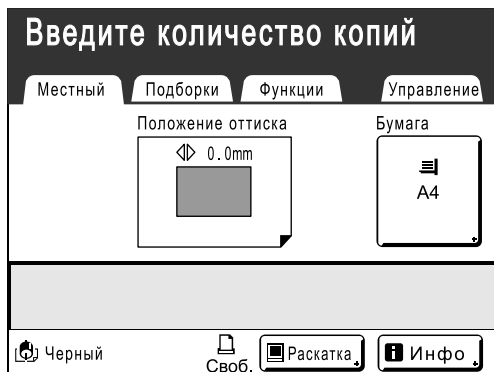 Введите количество копий
Местный Подборки Функции Управление
Положение оттиска Бумага
0.0mm
A4
Черный Своб. Раскатка Инфо